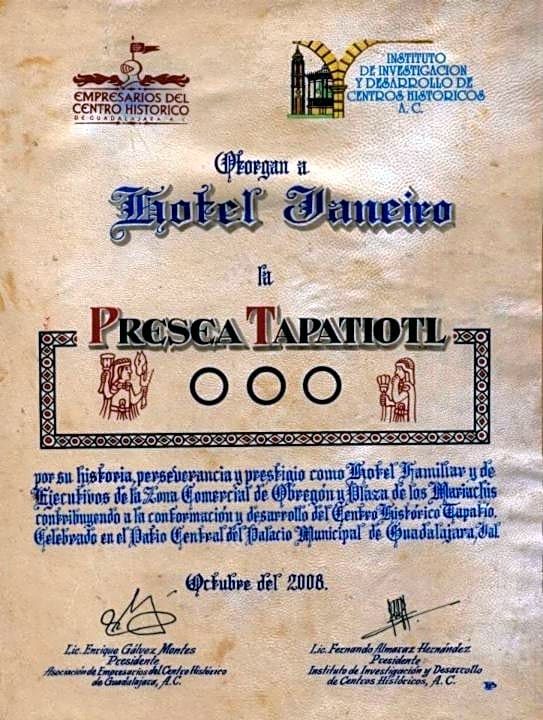 EMPRESARIOS DEL
CENTRO HISTORICO
DE GUADALAJARA, A.C.
INSTITUTO
DE INVESTIGACION
Y DESARROLLO DE
CENTROS HISTORICOS
A. C.
Otorgan a
Hotel Janeiro
la
PRESEA TAPATIOTL
por su historia, perseverancia y prestigio como Hotel Familiar y de
Ejecutivos de la Zona Comercial de Obregón y Plaza de los Mariachis
contribuyendo a la conformación y desarrollo del Centro Histórico Tapatío.
Celebrado en el Patio Central del Palacio Municipal de Guadalajara, Jal.
Octubre del 2008.
Lic. Enrique Gálvez Montes
Presidente
Asociación de Empresarios del Centro Histórico
de Guadalajara, A.C.
Lic. Fernando Almaraz Hernández
Presidente
Instituto de Investigación y Desarrollo
de Centros Históricos, A. C.